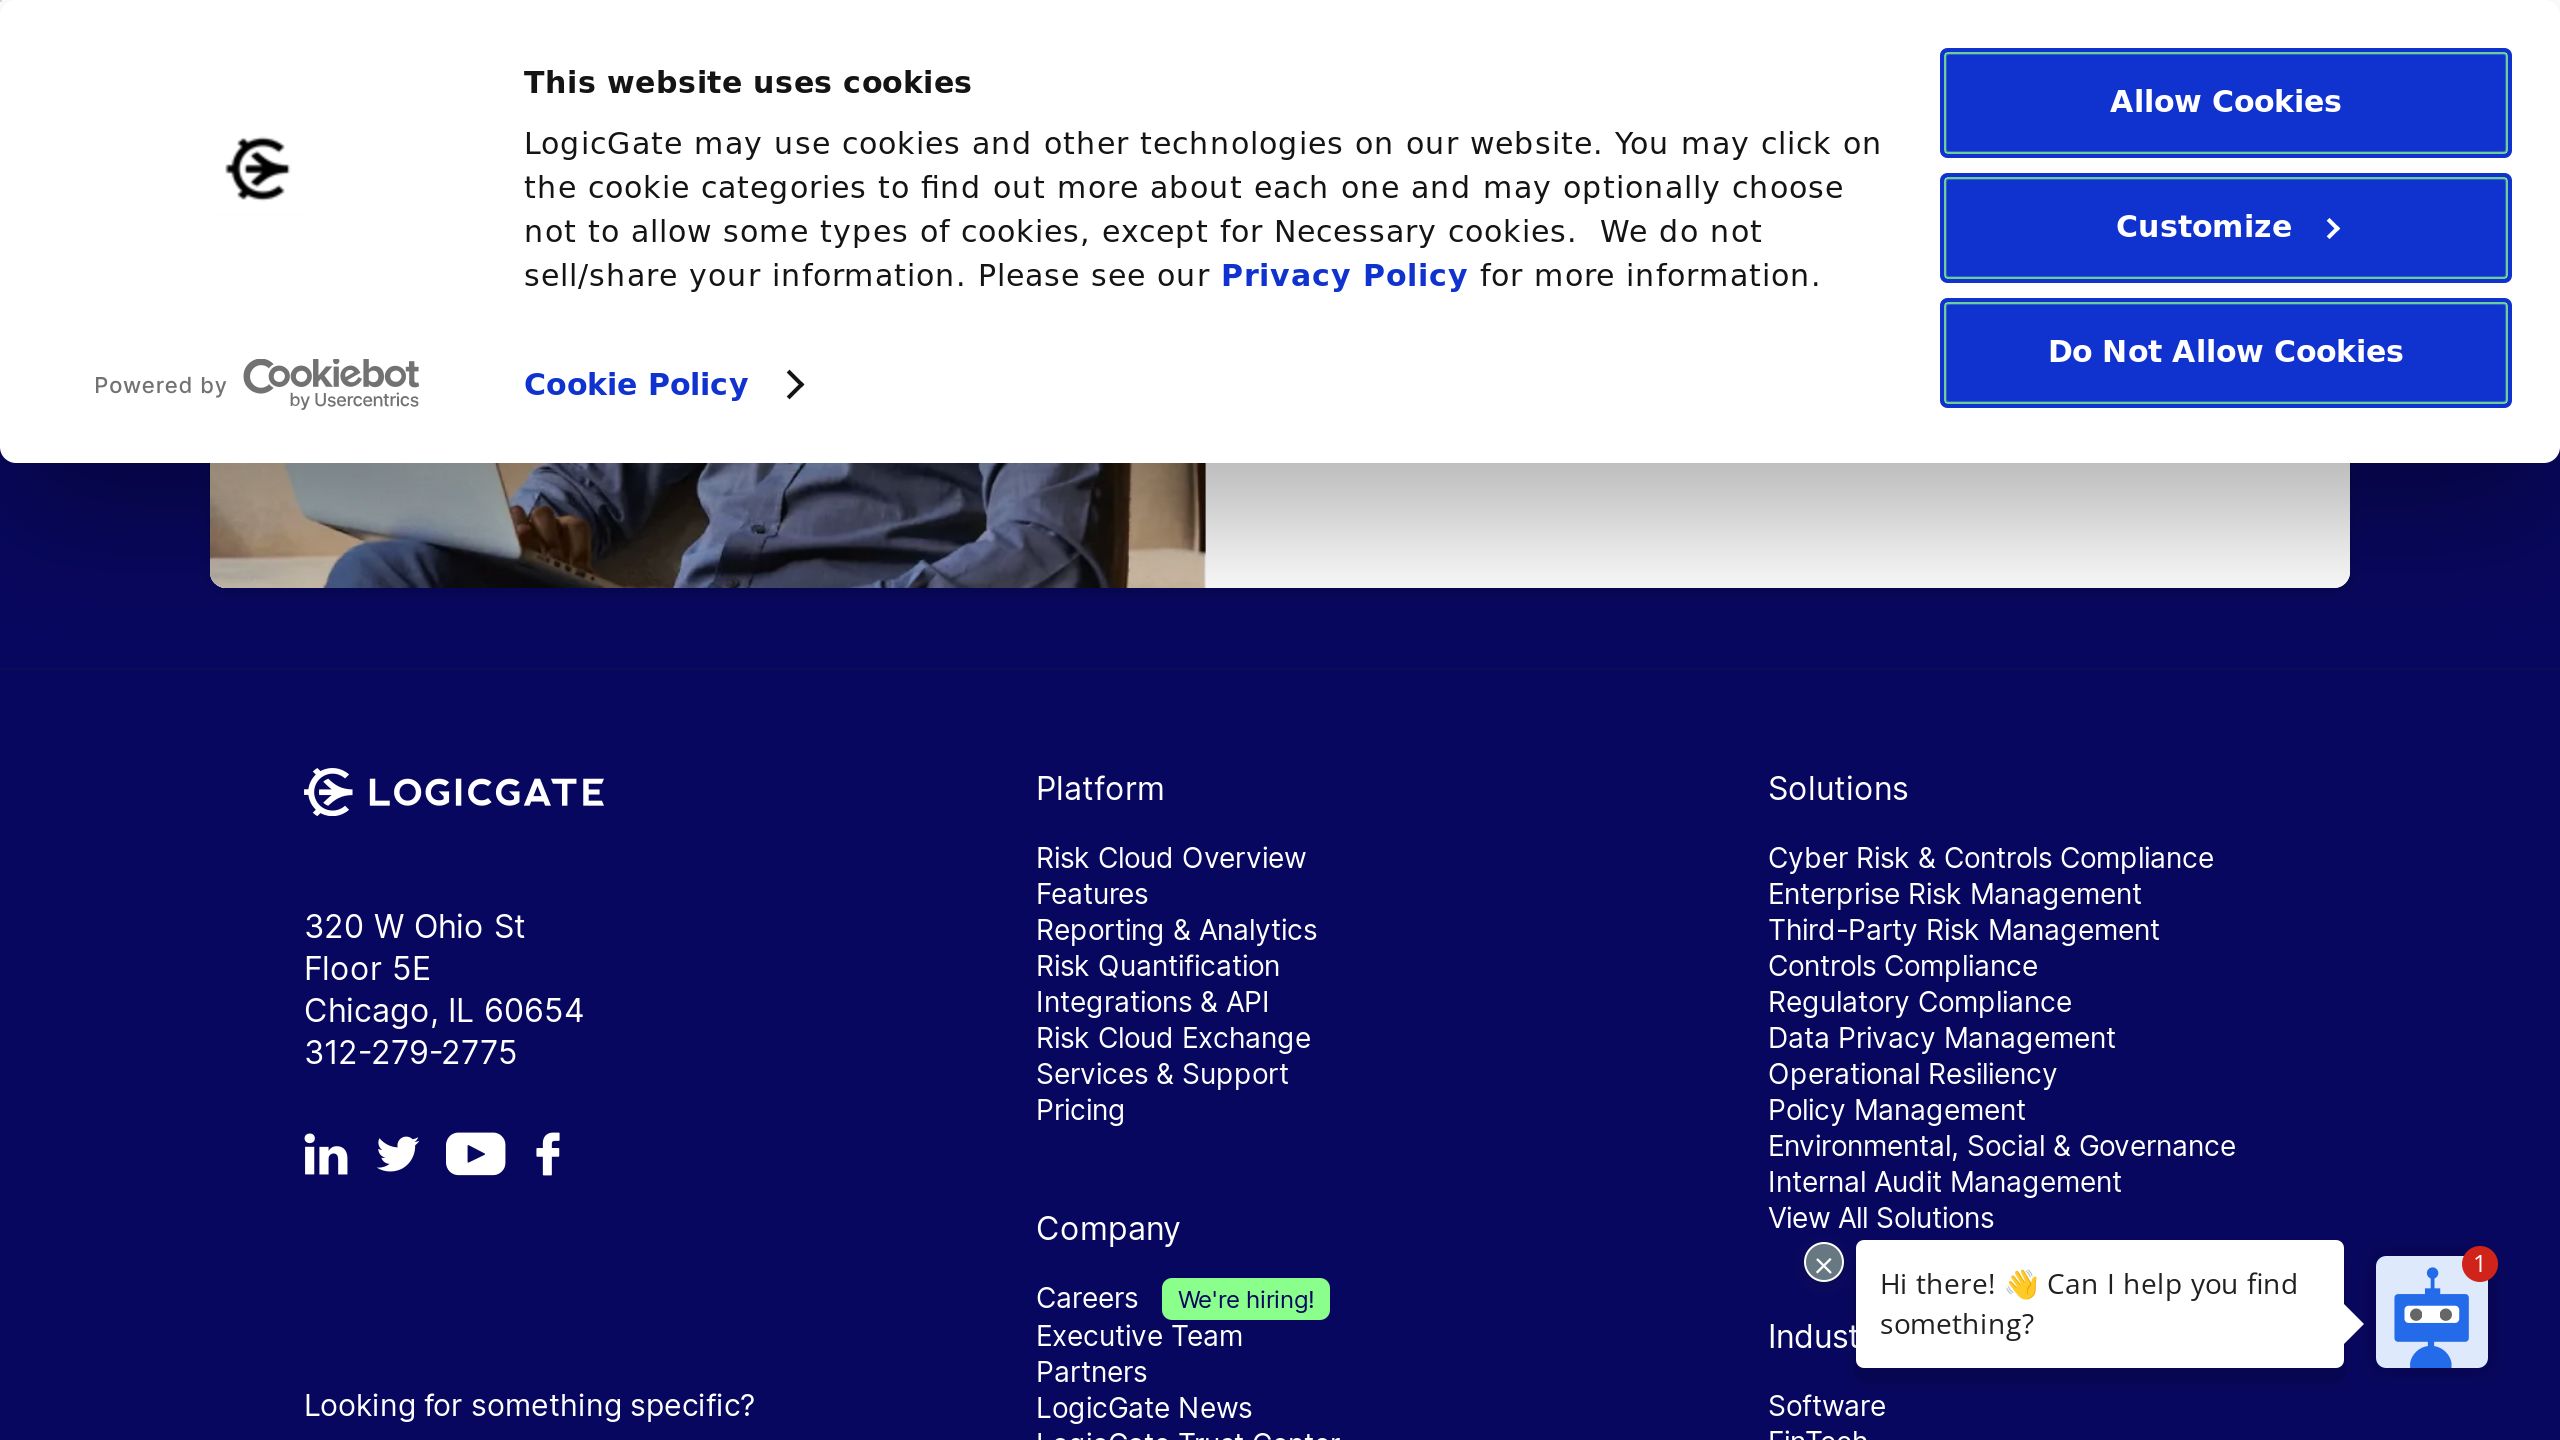 This website uses cookies
LogicGate may use cookies and other technologies on our website. You may click on
the cookie categories to find out more about each one and may optionally choose
not to allow some types of cookies, except for Necessary cookies.  We do not
sell/share your information. Please see our Privacy Policy for more information.
Powered by Cookiebot
by Usercentrics
Cookie Policy
Allow Cookies
Customize
Do Not Allow Cookies
LOGICGATE
320 W Ohio St
Floor 5E
Chicago, IL 60654
312-279-2775
Looking for something specific?
Platform
Risk Cloud Overview
Features
Reporting & Analytics
Risk Quantification
Integrations & API
Risk Cloud Exchange
Services & Support
Pricing
Company
Careers We're hiring!
Executive Team
Partners
LogicGate News
LogicGate Trust Center
Solutions
Cyber Risk & Controls Compliance
Enterprise Risk Management
Third-Party Risk Management
Controls Compliance
Regulatory Compliance
Data Privacy Management
Operational Resiliency
Policy Management
Environmental, Social & Governance
Internal Audit Management
View All Solutions
Indust
Software
FinTech
Hi there! 👋 Can I help you find
something?
1